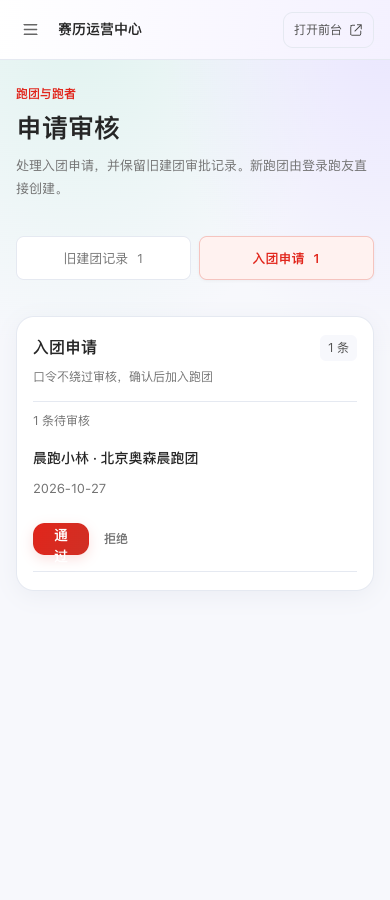 赛历运营中心
打开前台
跑团与跑者
申请审核
处理入团申请，并保留旧建团审批记录。新跑团由登录跑友直
接创建。
旧建团记录 1
入团申请 1
入团申请
1 条
口令不绕过审核，确认后加入跑团
1 条待审核
晨跑小林 · 北京奥森晨跑团
2026-10-27
通
过
拒绝